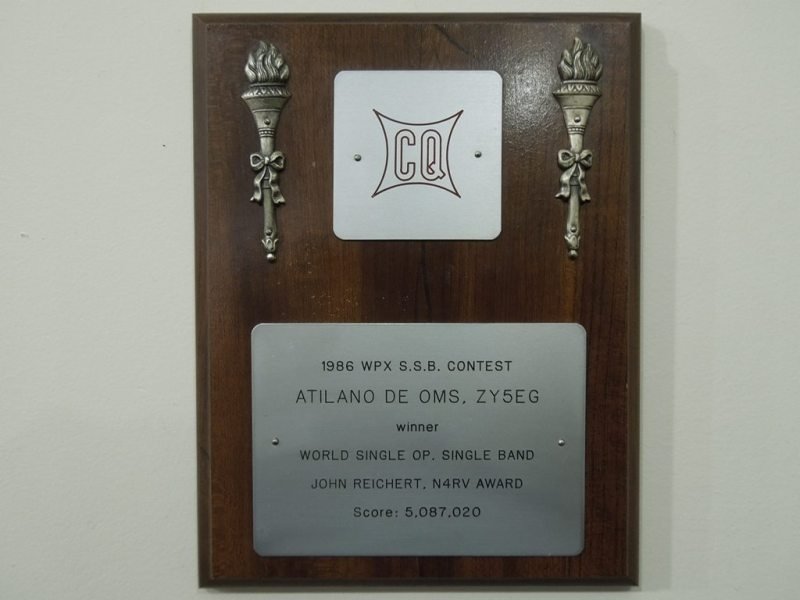 CQ
1986 WPX S.S.B. CONTEST
ATILANO DE OMS, ZY5EG
winner
WORLD SINGLE OP, SINGLE BAND
JOHN REICHERT, N4RV AWARD
Score: 5,087,020